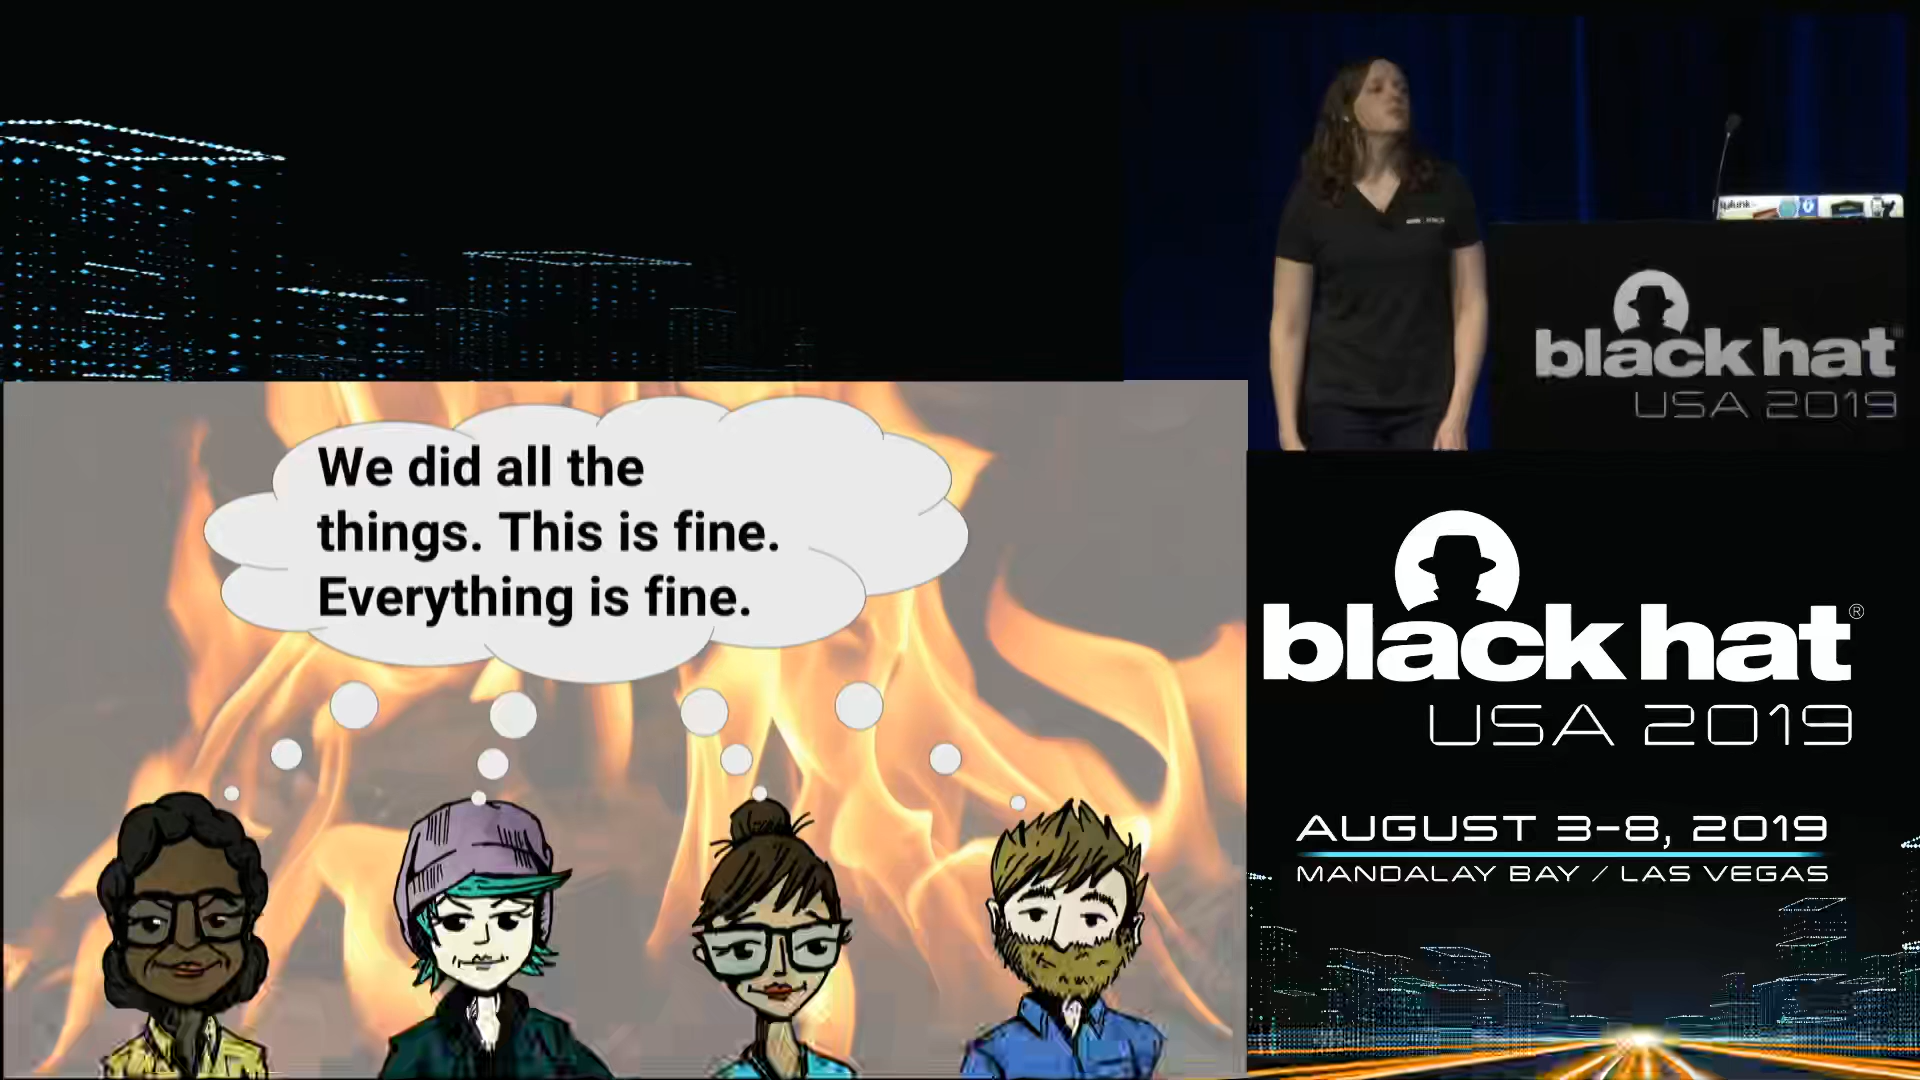 We did all the
things. This is fine.
Everything is fine.
splunk>
black hat
USA 2019
black hat®
USA 2019
AUGUST 3-8, 2019
MANDALAY BAY / LAS VEGAS